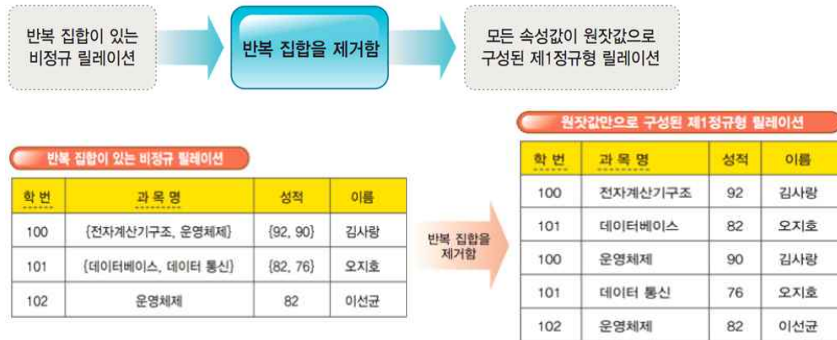 반복 집합이 있는
비정규 릴레이션
반복 집합을 제거함
모든 속성값이 원잣값으로
구성된 제1정규형 릴레이션
반복 집합이 있는 비정규 릴레이션
학 번 과 목 명 성적 이름
100 {전자계산기구조, 운영체제} {92, 90} 김사랑
101 {데이터베이스, 데이터 통신} {82, 76} 오지호
102 운영체제 82 이선균
반복 집합을
제거함
원잣값만으로 구성된 제1정규형 릴레이션
학 번 과 목 명 성적 이름
100 전자계산기구조 92 김사랑
101 데이터베이스 82 오지호
100 운영체제 90 김사랑
101 데이터 통신 76 오지호
102 운영체제 82 이선균